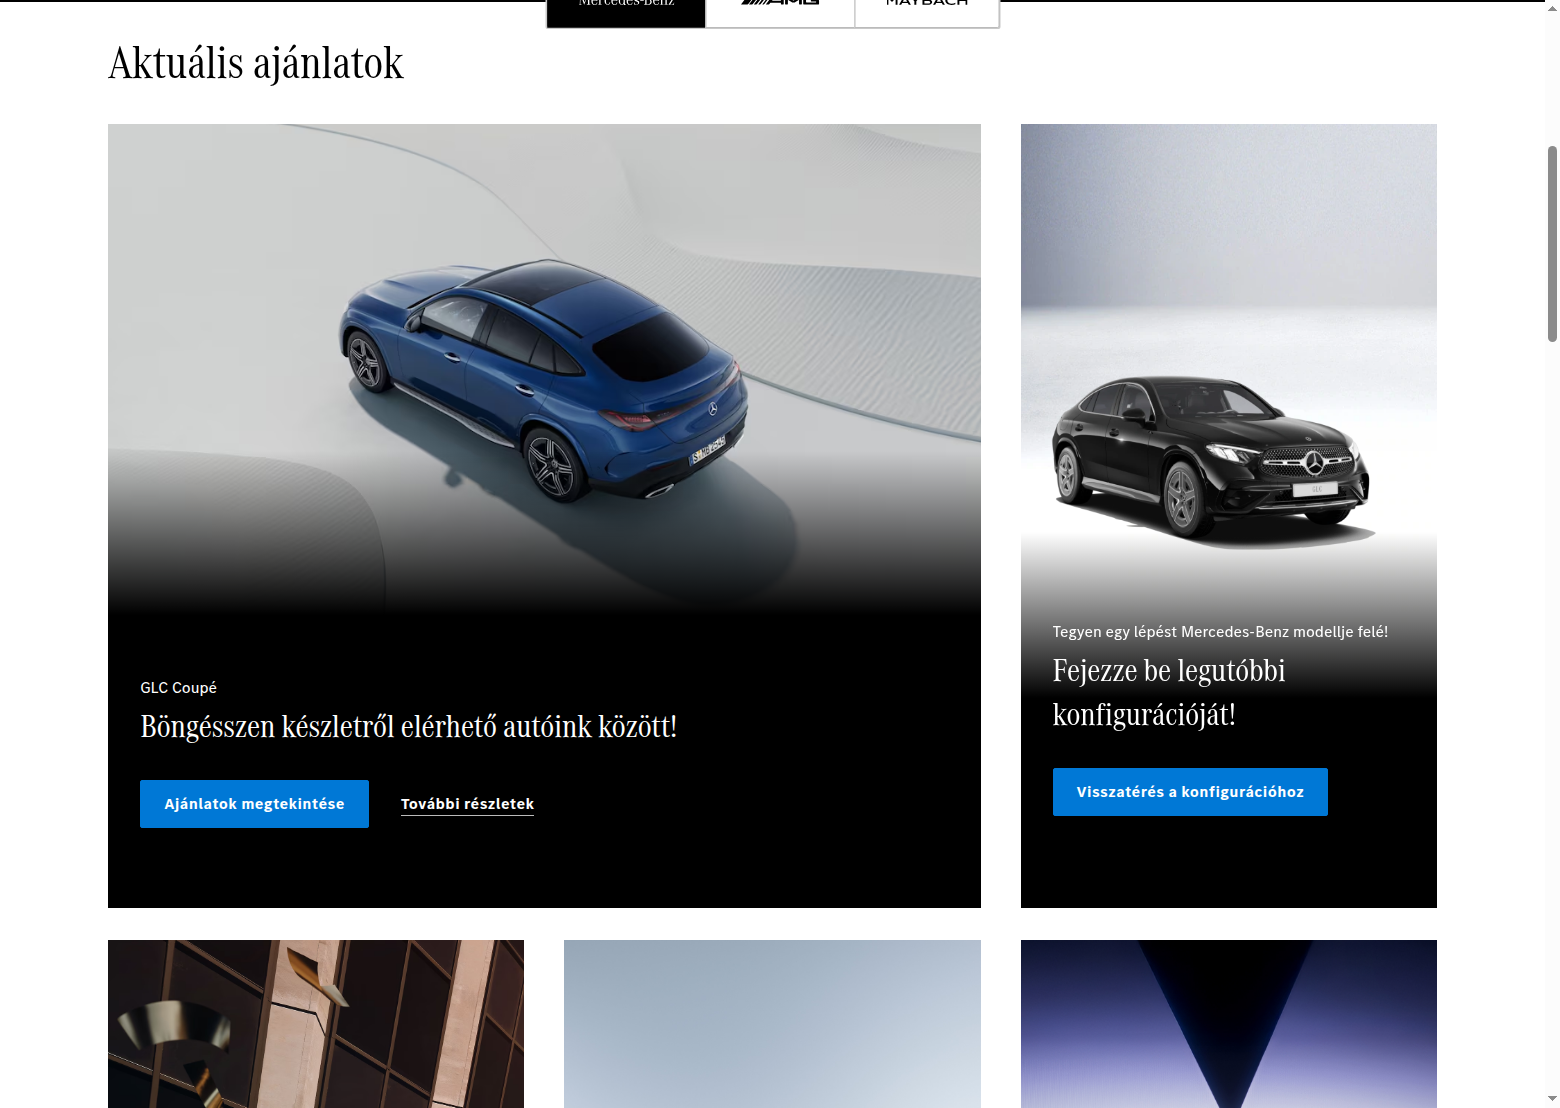 Mercedes-Benz
AMG
MAYBACH
Aktuális ajánlatok
GLC Coupé
Böngésszen készletről elérhető autóink között!
Ajánlatok megtekintése
További részletek
GLC
Tegyen egy lépést Mercedes-Benz modellje felé!
Fejezze be legutóbbi
konfigurációját!
Visszatérés a konfigurációhoz